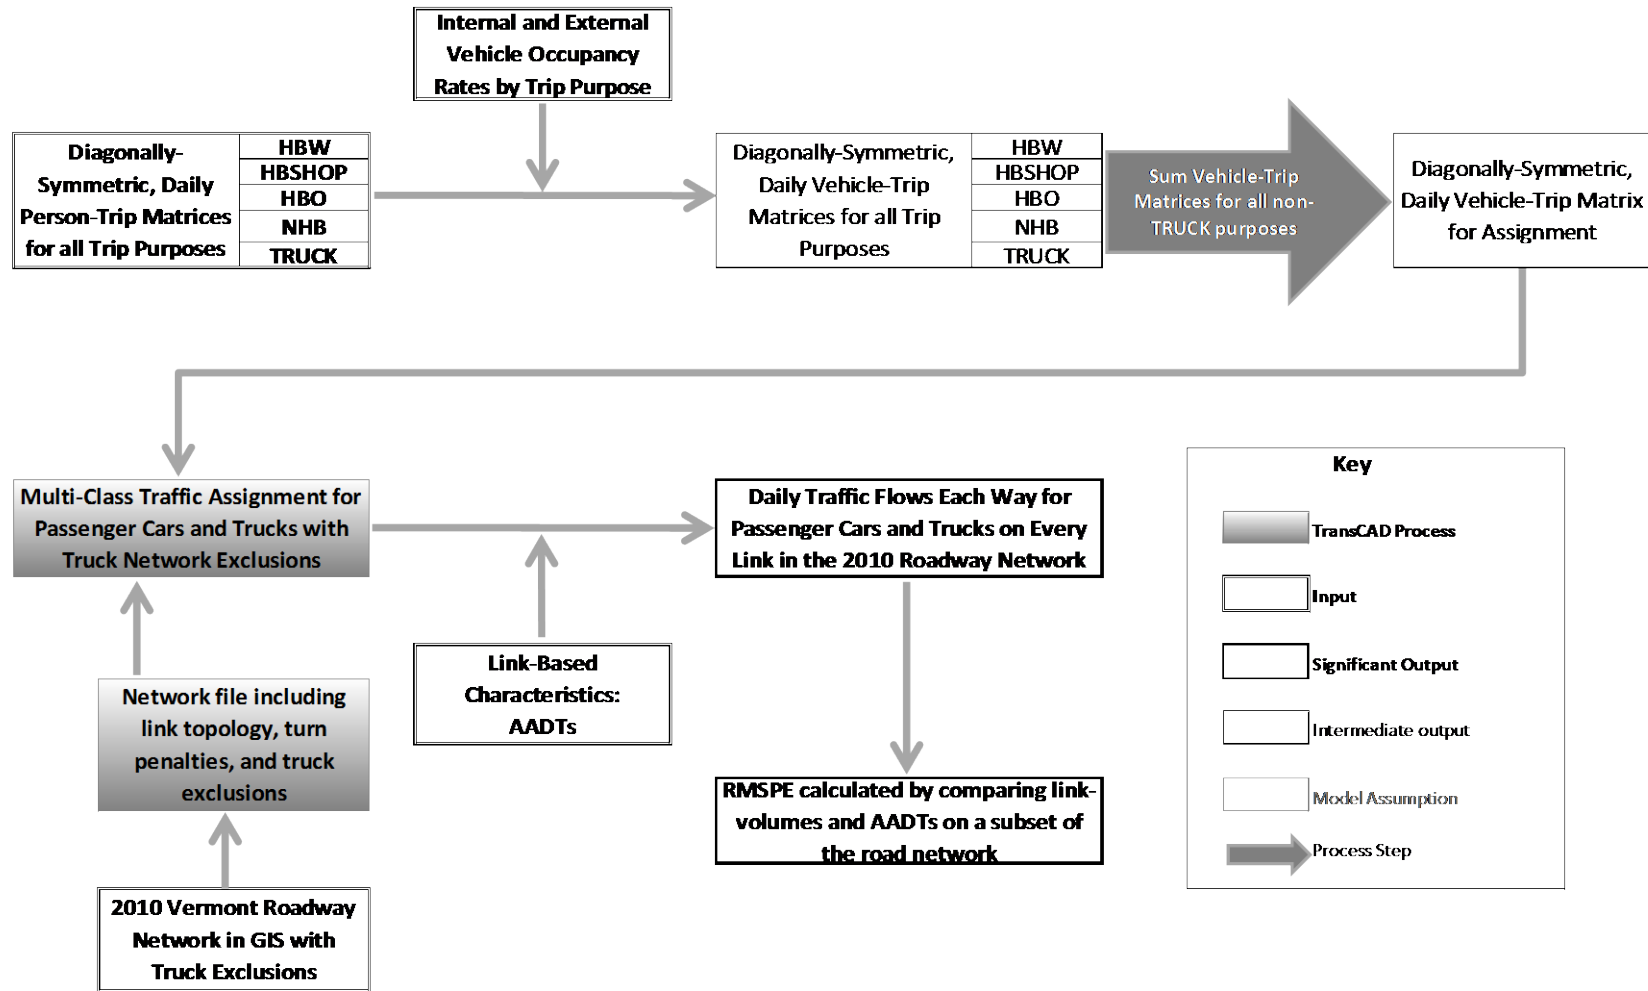 Internal and External
Vehicle Occupancy
Rates by Trip Purpose
Diagonally-
Symmetric, Daily
Person-Trip Matrices
for all Trip Purposes
HBW
HBSHOP
HBO
NHB
TRUCK
Diagonally-Symmetric,
Daily Vehicle-Trip
Matrices for all Trip
Purposes
HBW
HBSHOP
HBO
NHB
TRUCK
Sum Vehicle-Trip
Matrices for all non-
TRUCK purposes
Diagonally-Symmetric,
Daily Vehicle-Trip Matrix
for Assignment
Multi-Class Traffic Assignment for
Passenger Cars and Trucks with
Truck Network Exclusions
Daily Traffic Flows Each Way for
Passenger Cars and Trucks on Every
Link in the 2010 Roadway Network
Link-Based
Characteristics:
AADTs
Network file including
link topology, turn
penalties, and truck
exclusions
RMSPE calculated by comparing link-
volumes and AADTs on a subset of
the road network
2010 Vermont Roadway
Network in GIS with
Truck Exclusions
Key
TransCAD Process
Input
Significant Output
Intermediate output
Model Assumption
Process Step